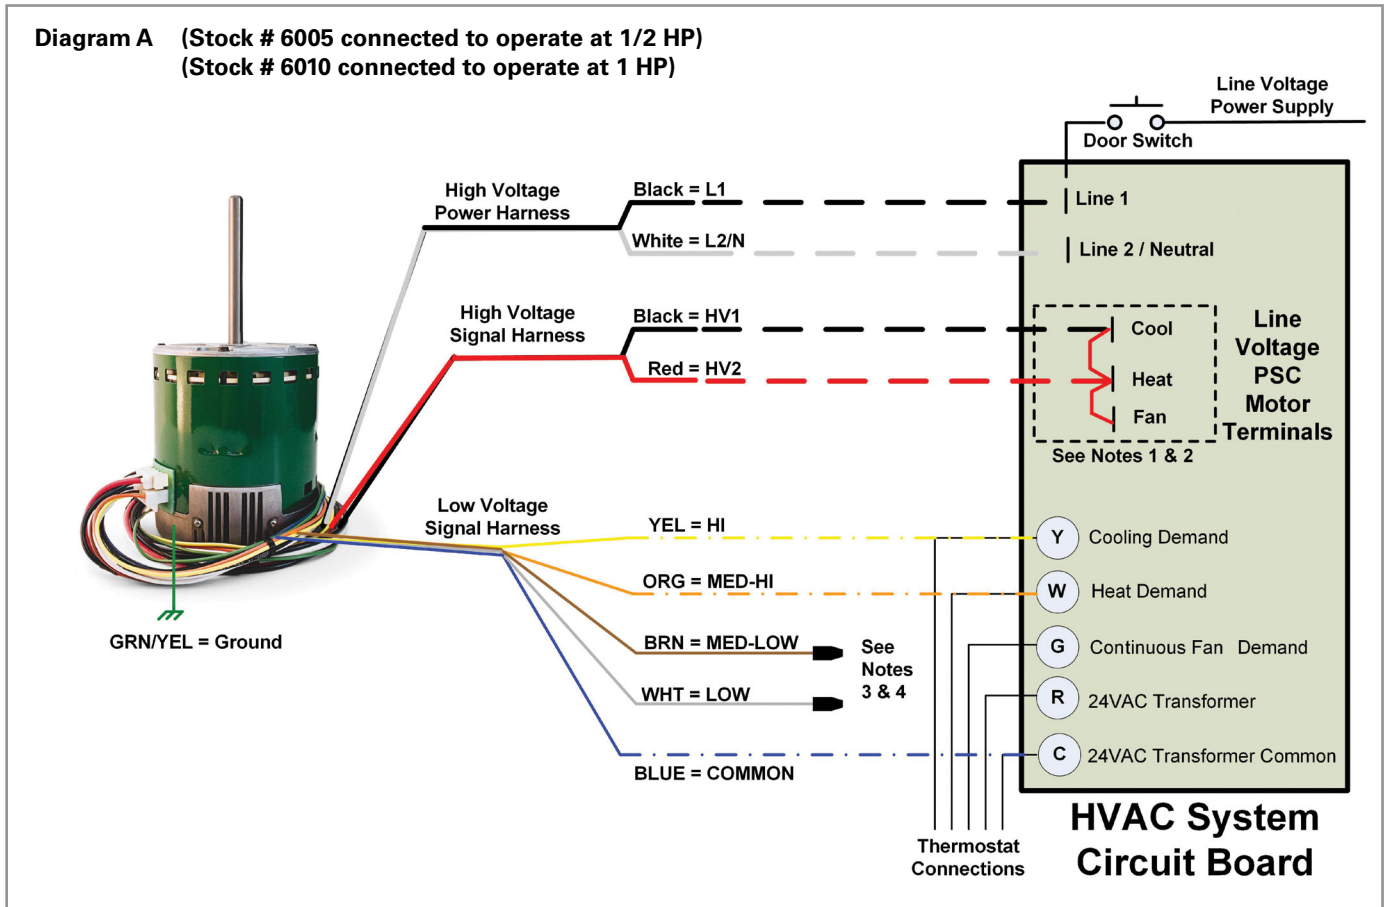 Diagram A (Stock # 6005 connected to operate at 1/2 HP)
(Stock # 6010 connected to operate at 1 HP)
Line Voltage
Power Supply
Door Switch
High Voltage
Power Harness
Black = L1
White = L2/N
Line 1
Line 2 / Neutral
High Voltage
Signal Harness
Black = HV1
Red = HV2
Cool
Heat
Fan
See Notes 1 & 2
Line
Voltage
PSC
Motor
Terminals
Low Voltage
Signal Harness
YEL = HI
ORG = MED-HI
BRN = MED-LOW
WHT = LOW
BLUE = COMMON
See
Notes
3 & 4
Y Cooling Demand
W Heat Demand
G Continuous Fan Demand
R 24VAC Transformer
C 24VAC Transformer Common
GRN/YEL = Ground
Thermostat
Connections
HVAC System
Circuit Board